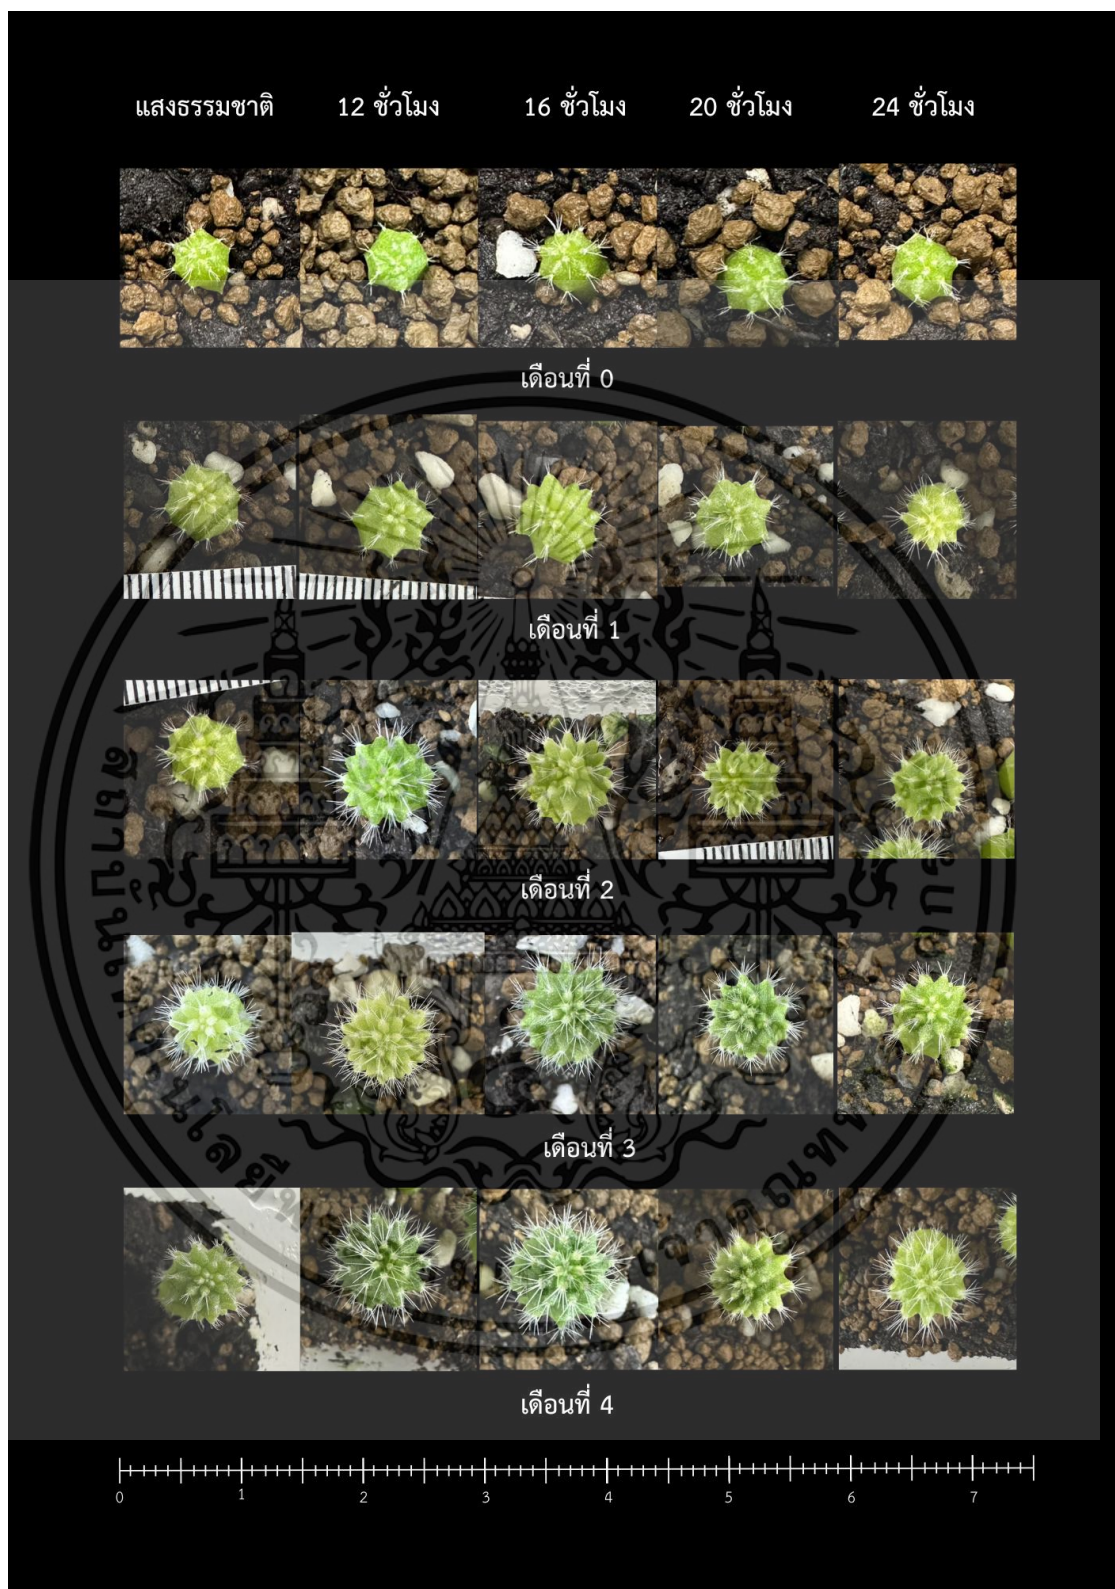 แสงธรรมชาติ 12 ชั่วโมง 16 ชั่วโมง 20 ชั่วโมง 24 ชั่วโมง
เดือนที่ 0
เดือนที่ 1
เดือนที่ 2
เดือนที่ 3
เดือนที่ 4
0 1 2 3 4 5 6 7